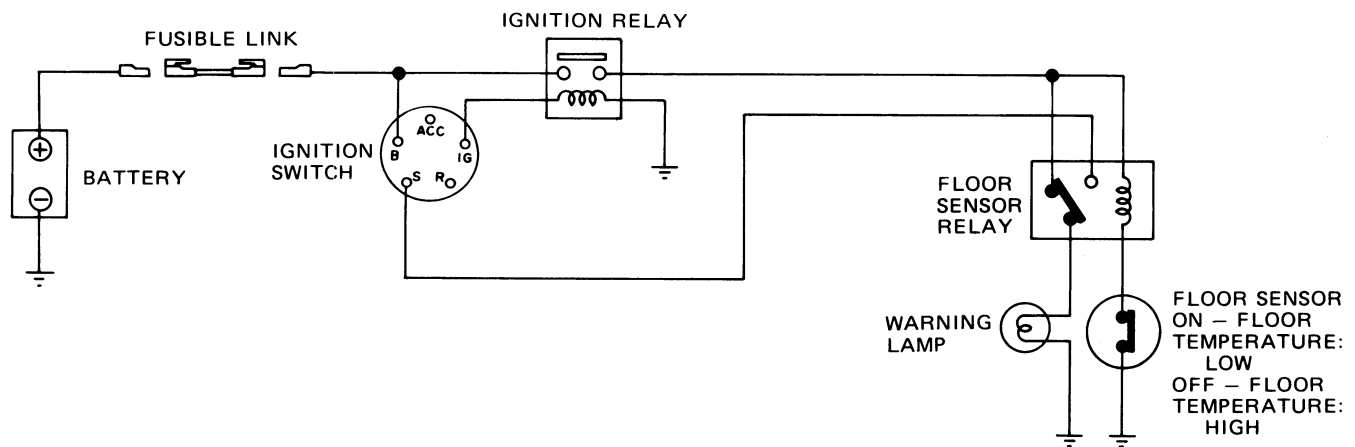 IGNITION RELAY
FUSIBLE LINK
ACC
B
IG
IGNITION
SWITCH
S
R
BATTERY
FLOOR
SENSOR
RELAY
WARNING
LAMP
FLOOR SENSOR
ON – FLOOR
TEMPERATURE:
LOW
OFF – FLOOR
TEMPERATURE:
HIGH